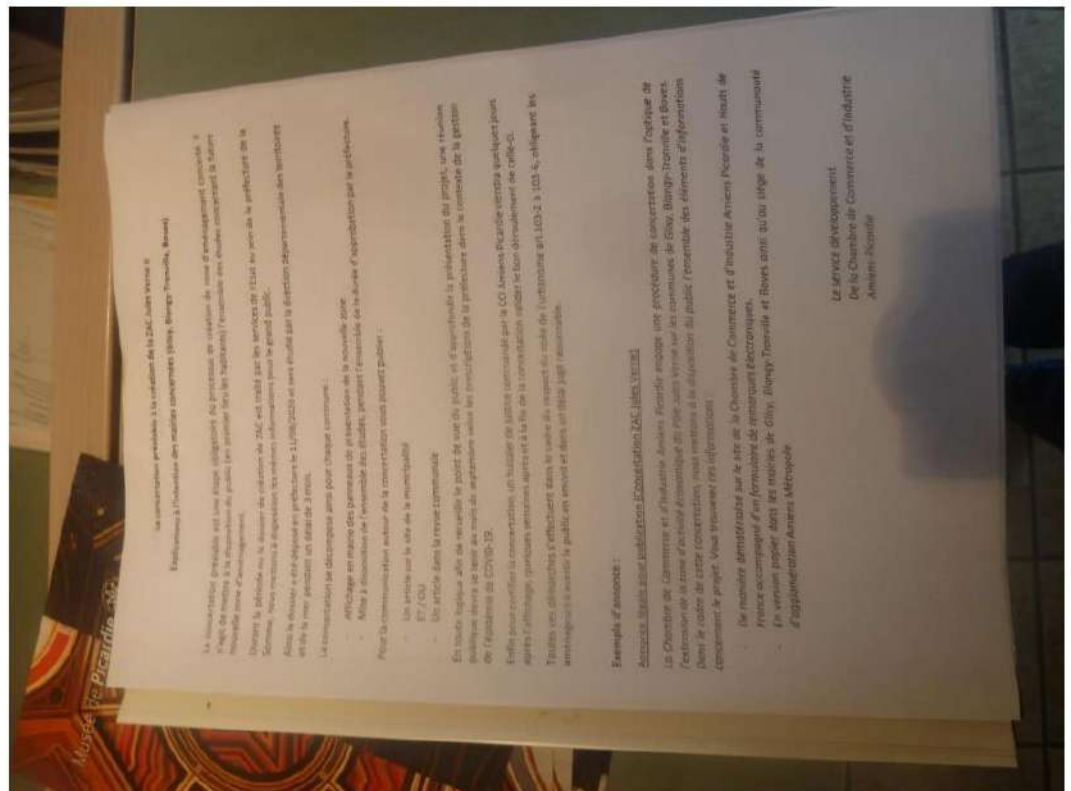 La concertation préalable à la création de la ZAC Jules Verne II
Explications à l'intention des mairies concernées (Glisy, Blangy-Tronville, Boves)
La concertation préalable est une étape obligatoire du processus de création de zone d'aménagement concerté. Il
s'agit de mettre à la disposition du public (en premier lieu les habitants) l'ensemble des études concernant la future
nouvelle zone d'aménagement.
Durant la période ou le dossier de création de ZAC est traité par les services de l'Etat au sein de la préfecture de la
Somme, nous mettons à disposition les mêmes informations pour le grand public.
Ainsi le dossier a été déposé en préfecture le 11/08/2020 et sera étudié par la direction départementale des territoires
et de la mer pendant un délai de 3 mois.
La concertation se décompose ainsi pour chaque commune :
- Affichage en macro des panneaux de présentation de la nouvelle zone
- Mise à disposition de l'ensemble des études, pendant l'ensemble de la durée d'approbation par la préfecture.
Pour la communication autour de la concertation vous pouvez publier :
- Un article sur le site de la municipalité
ET / OU
- Un article dans la revue communale
En toute logique afin de recueillir le point de vue du public et d'approfondir la présentation du projet, une réunion
publique devra se tenir au mois de septembre selon les prescriptions de la préfecture dans le contexte de la gestion
de l'épidémie de COVID-19.
Enfin pour certifier la concertation, un huissier de justice commandé par la CCI Amiens-Picardie viendra quelques jours
après l'affichage, quelques semaines après et à la fin de la concertation valider le bon déroulement de celle-ci.
Toutes ces démarches s'effectuent dans le cadre du respect du code de l'urbanisme art.103-2 à 103-6, obligeant les
aménageurs à avertir le public en amont et dans un délai jugé raisonnable.
Exemple d'annonce :
Annonce légale pour publication (Concertation ZAC Jules Verne)
La Chambre de Commerce et d'Industrie Amiens Picardie engage une procédure de concertation dans l'optique de
l'extension de la zone d'activité économique du Pôle Jules Verne sur les communes de Glisy, Blangy-Tronville et Boves.
Dans le cadre de cette concertation, nous mettons à la disposition du public l'ensemble des éléments d'informations
concernant le projet. Vous trouverez ces informations :
- De manière dématérialisé sur le site de la Chambre de Commerce et d'Industrie Amiens Picardie et Hauts de
France accompagné d'un formulaire de remarques électroniques.
- En version papier dans les mairies de Glisy, Blangy-Tronville et Boves ainsi qu'au siège de la communauté
d'agglomération Amiens Métropole
Le service développement
De la Chambre de Commerce et d'Industrie
Amiens-Picardie
Musée de Picardie